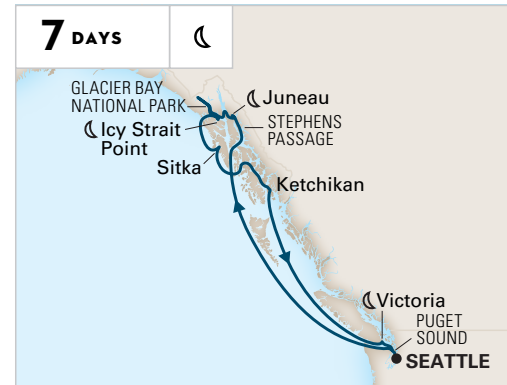 7 DAYS
GLACIER BAY
NATIONAL PARK
Juneau
Icy Strait
Point
STEPHENS
PASSAGE
Sitka
Ketchikan
Victoria
PUGET
SOUND
SEATTLE